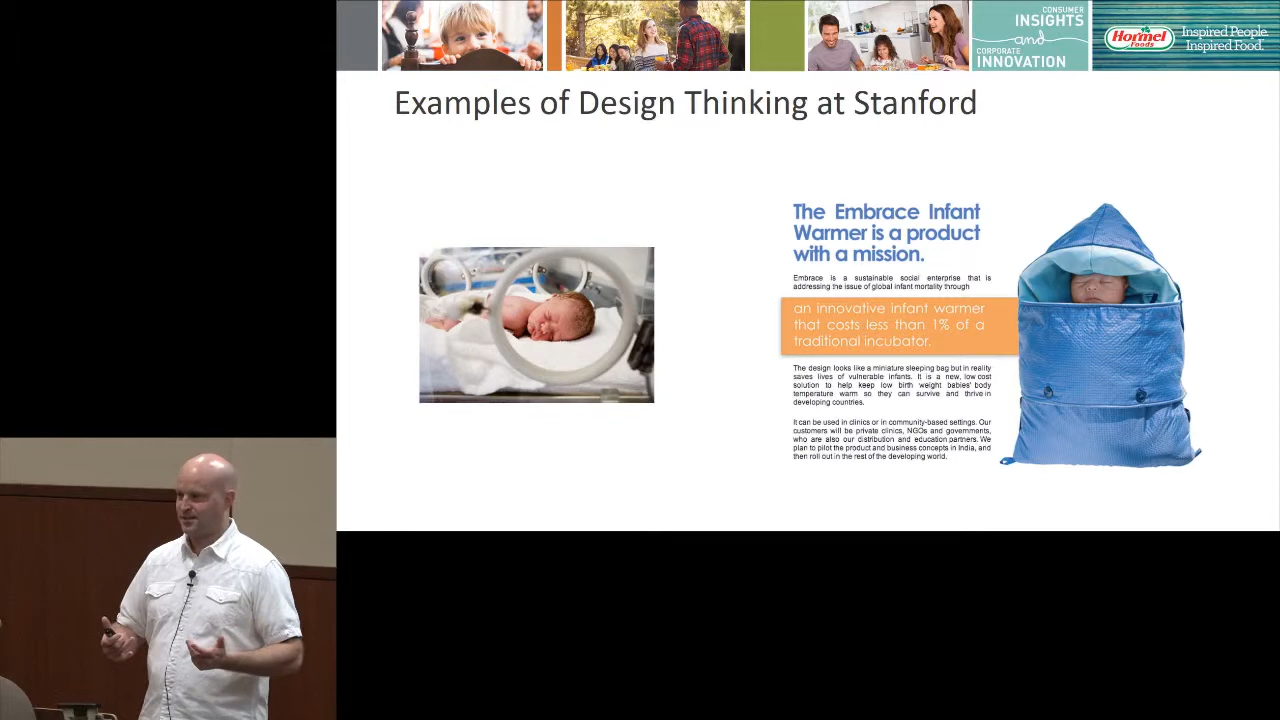 CONSUMER
INSIGHTS
and
CORPORATE
INNOVATION
Hormel
Foods
Inspired People.
Inspired Food.
Examples of Design Thinking at Stanford
The Embrace Infant
Warmer is a product
with a mission.
Embrace is a sustainable social enterprise that is
addressing the issue of global infant mortality through
an innovative infant warmer
that costs less than 1% of a
traditional incubator.
The design looks like a miniature sleeping bag but in reality
saves lives of vulnerable infants. It is a new, low cost
solution to help keep low birth weight babies' body
temperature warm so they can survive and thrive in
developing countries.
It can be used in clinics or in community-based settings. Our
customers will be private clinics, NGOs and governments,
who are also our distribution and education partners. We
plan to pilot the product and business concepts in India, and
then roll out in the rest of the developing world.